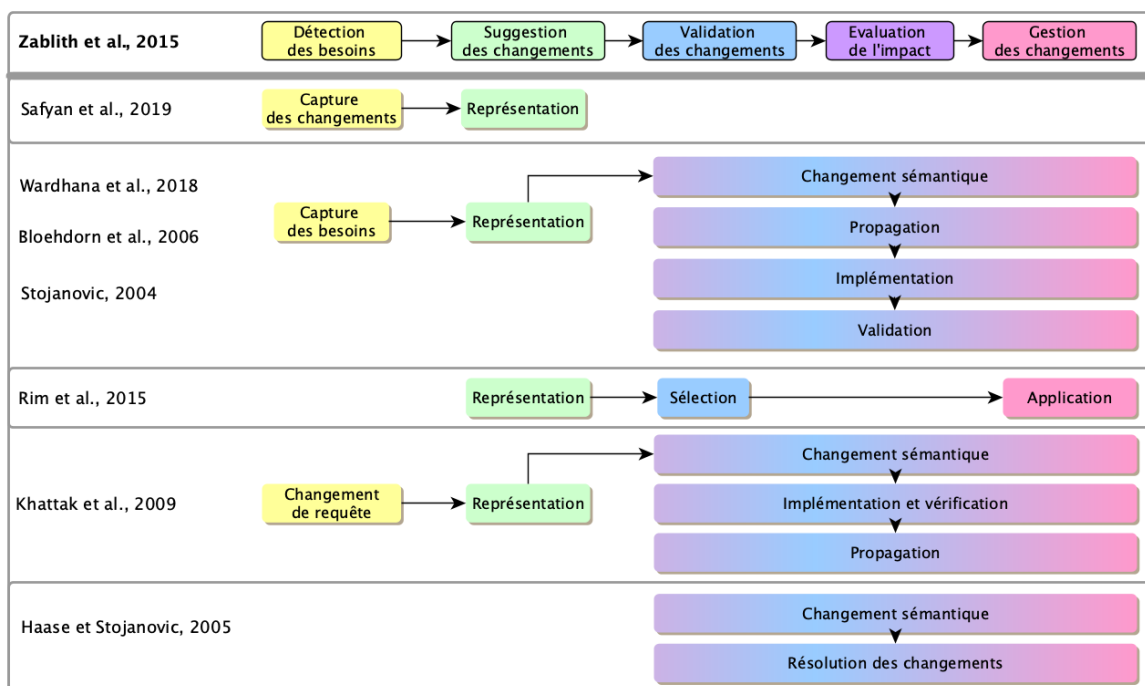 Zablith et al., 2015
Détection
des besoins
Suggestion
des changements
Validation
des changements
Evaluation
de l'impact
Gestion
des changements
Safyan et al., 2019
Capture
des changements
Représentation
Wardhana et al., 2018
Bloehdorn et al., 2006
Stojanovic, 2004
Capture
des besoins
Représentation
Changement sémantique
Propagation
Implémentation
Validation
Rim et al., 2015
Représentation
Sélection
Application
Khattak et al., 2009
Changement
de requête
Représentation
Changement sémantique
Implémentation et vérification
Propagation
Haase et Stojanovic, 2005
Changement sémantique
Résolution des changements